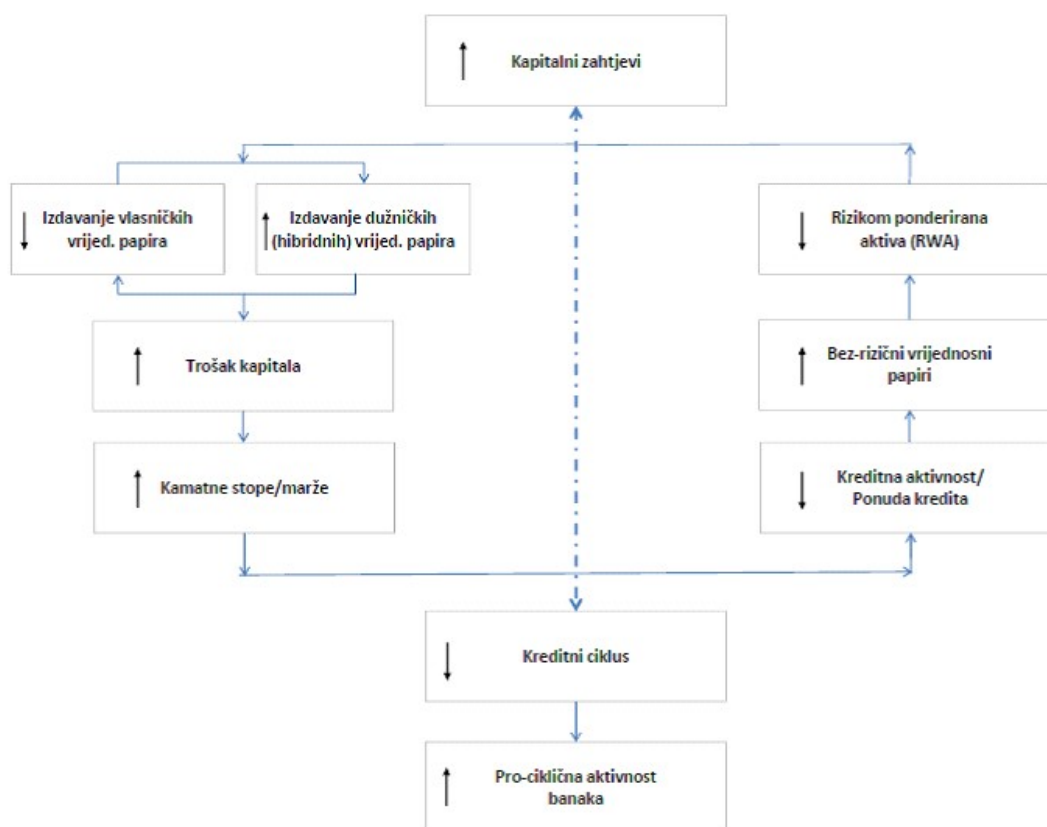 Kapitalni zahtjevi
Izdavanje vlasničkih
vrijed. papira
Izdavanje dužničkih
(hibridnih) vrijed. papira
Rizikom ponderirana
aktiva (RWA)
Trošak kapitala
Bez-rizični vrijednosni
papiri
Kamatne stope/marže
Kreditna aktivnost/
Ponuda kredita
Kreditni ciklus
Pro-ciklična aktivnost
banaka